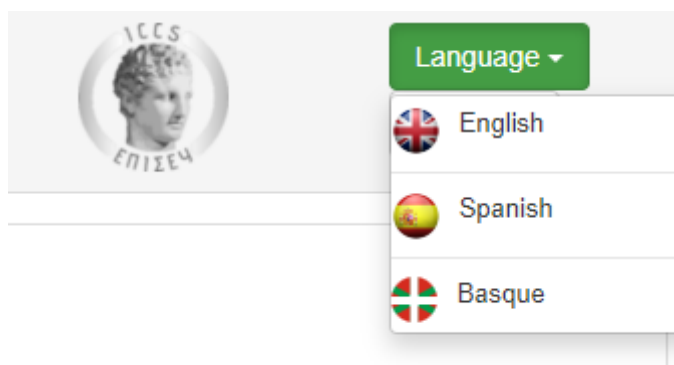 ICCS
ΕΠΙΣΕΥ
Language
English
Spanish
Basque